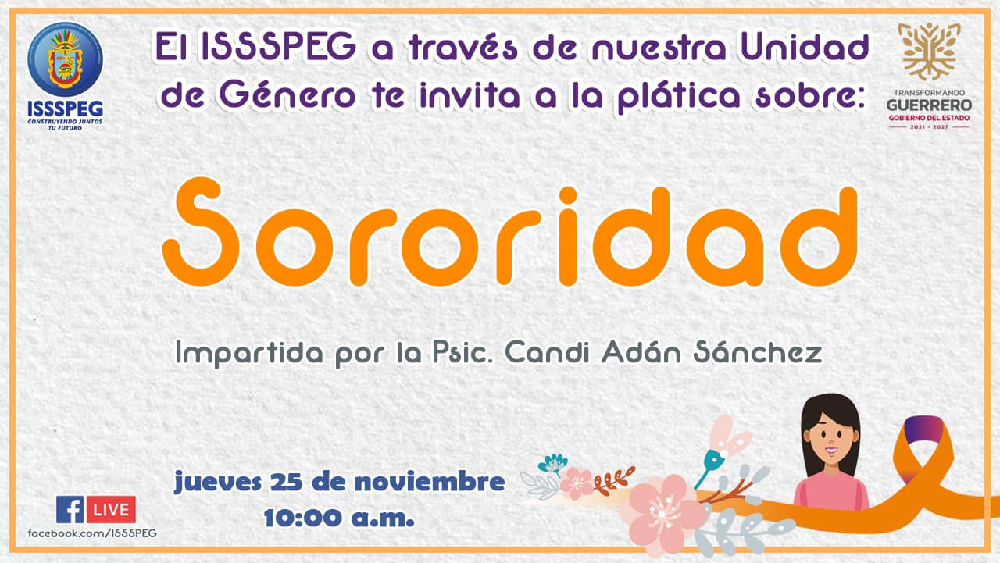 El ISSSPEG a través de nuestra Unidad
de Género te invita a la plática sobre:
ISSSPEG
CONSTRUYENDO JUNTOS
TU FUTURO
TRANSFORMANDO
GUERRERO
GOBIERNO DEL ESTADO
2021 - 2027
Sororidad
Impartida por la Psic. Candi Adán Sánchez
jueves 25 de noviembre
10:00 a.m.
f LIVE
facebook.com/ISSSPEG